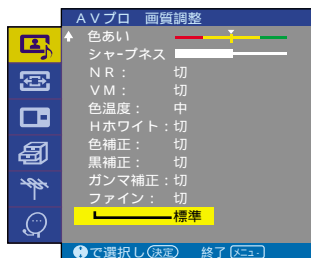 AVプロ 画質調整
色あい
シャープネス
NR： 切
VM： 切
色温度： 中
Hホワイト：切
色補正： 切
黒補正： 切
ガンマ補正：切
ファイン： 切
標準
で選択し 決定 終了 メニュー